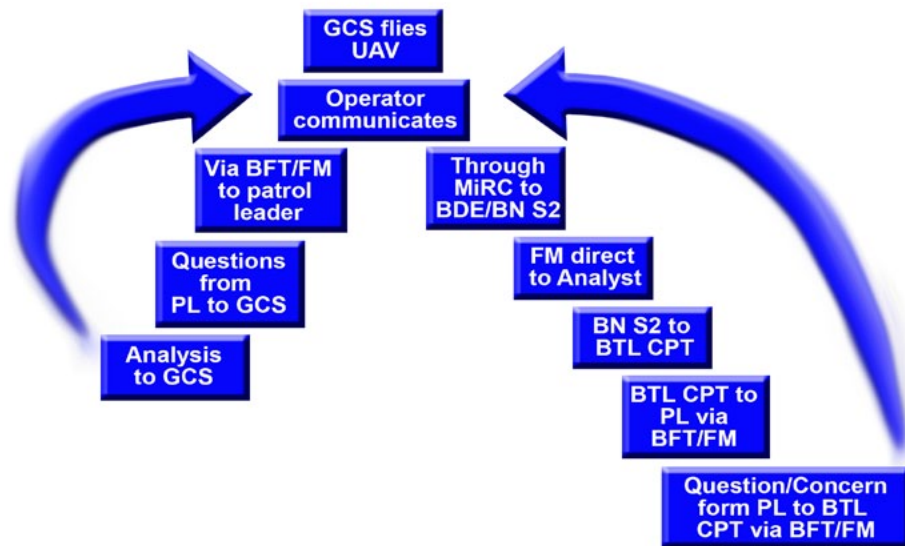 GCS flies
UAV
Operator
communicates
Via BFT/FM
to patrol
leader
Through
MiRC to
BDE/BN S2
Questions
from
PL to GCS
FM direct
to Analyst
Analysis
to GCS
BN S2 to
BTL CPT
BTL CPT to
PL via
BFT/FM
Question/Concern
form PL to BTL
CPT via BFT/FM